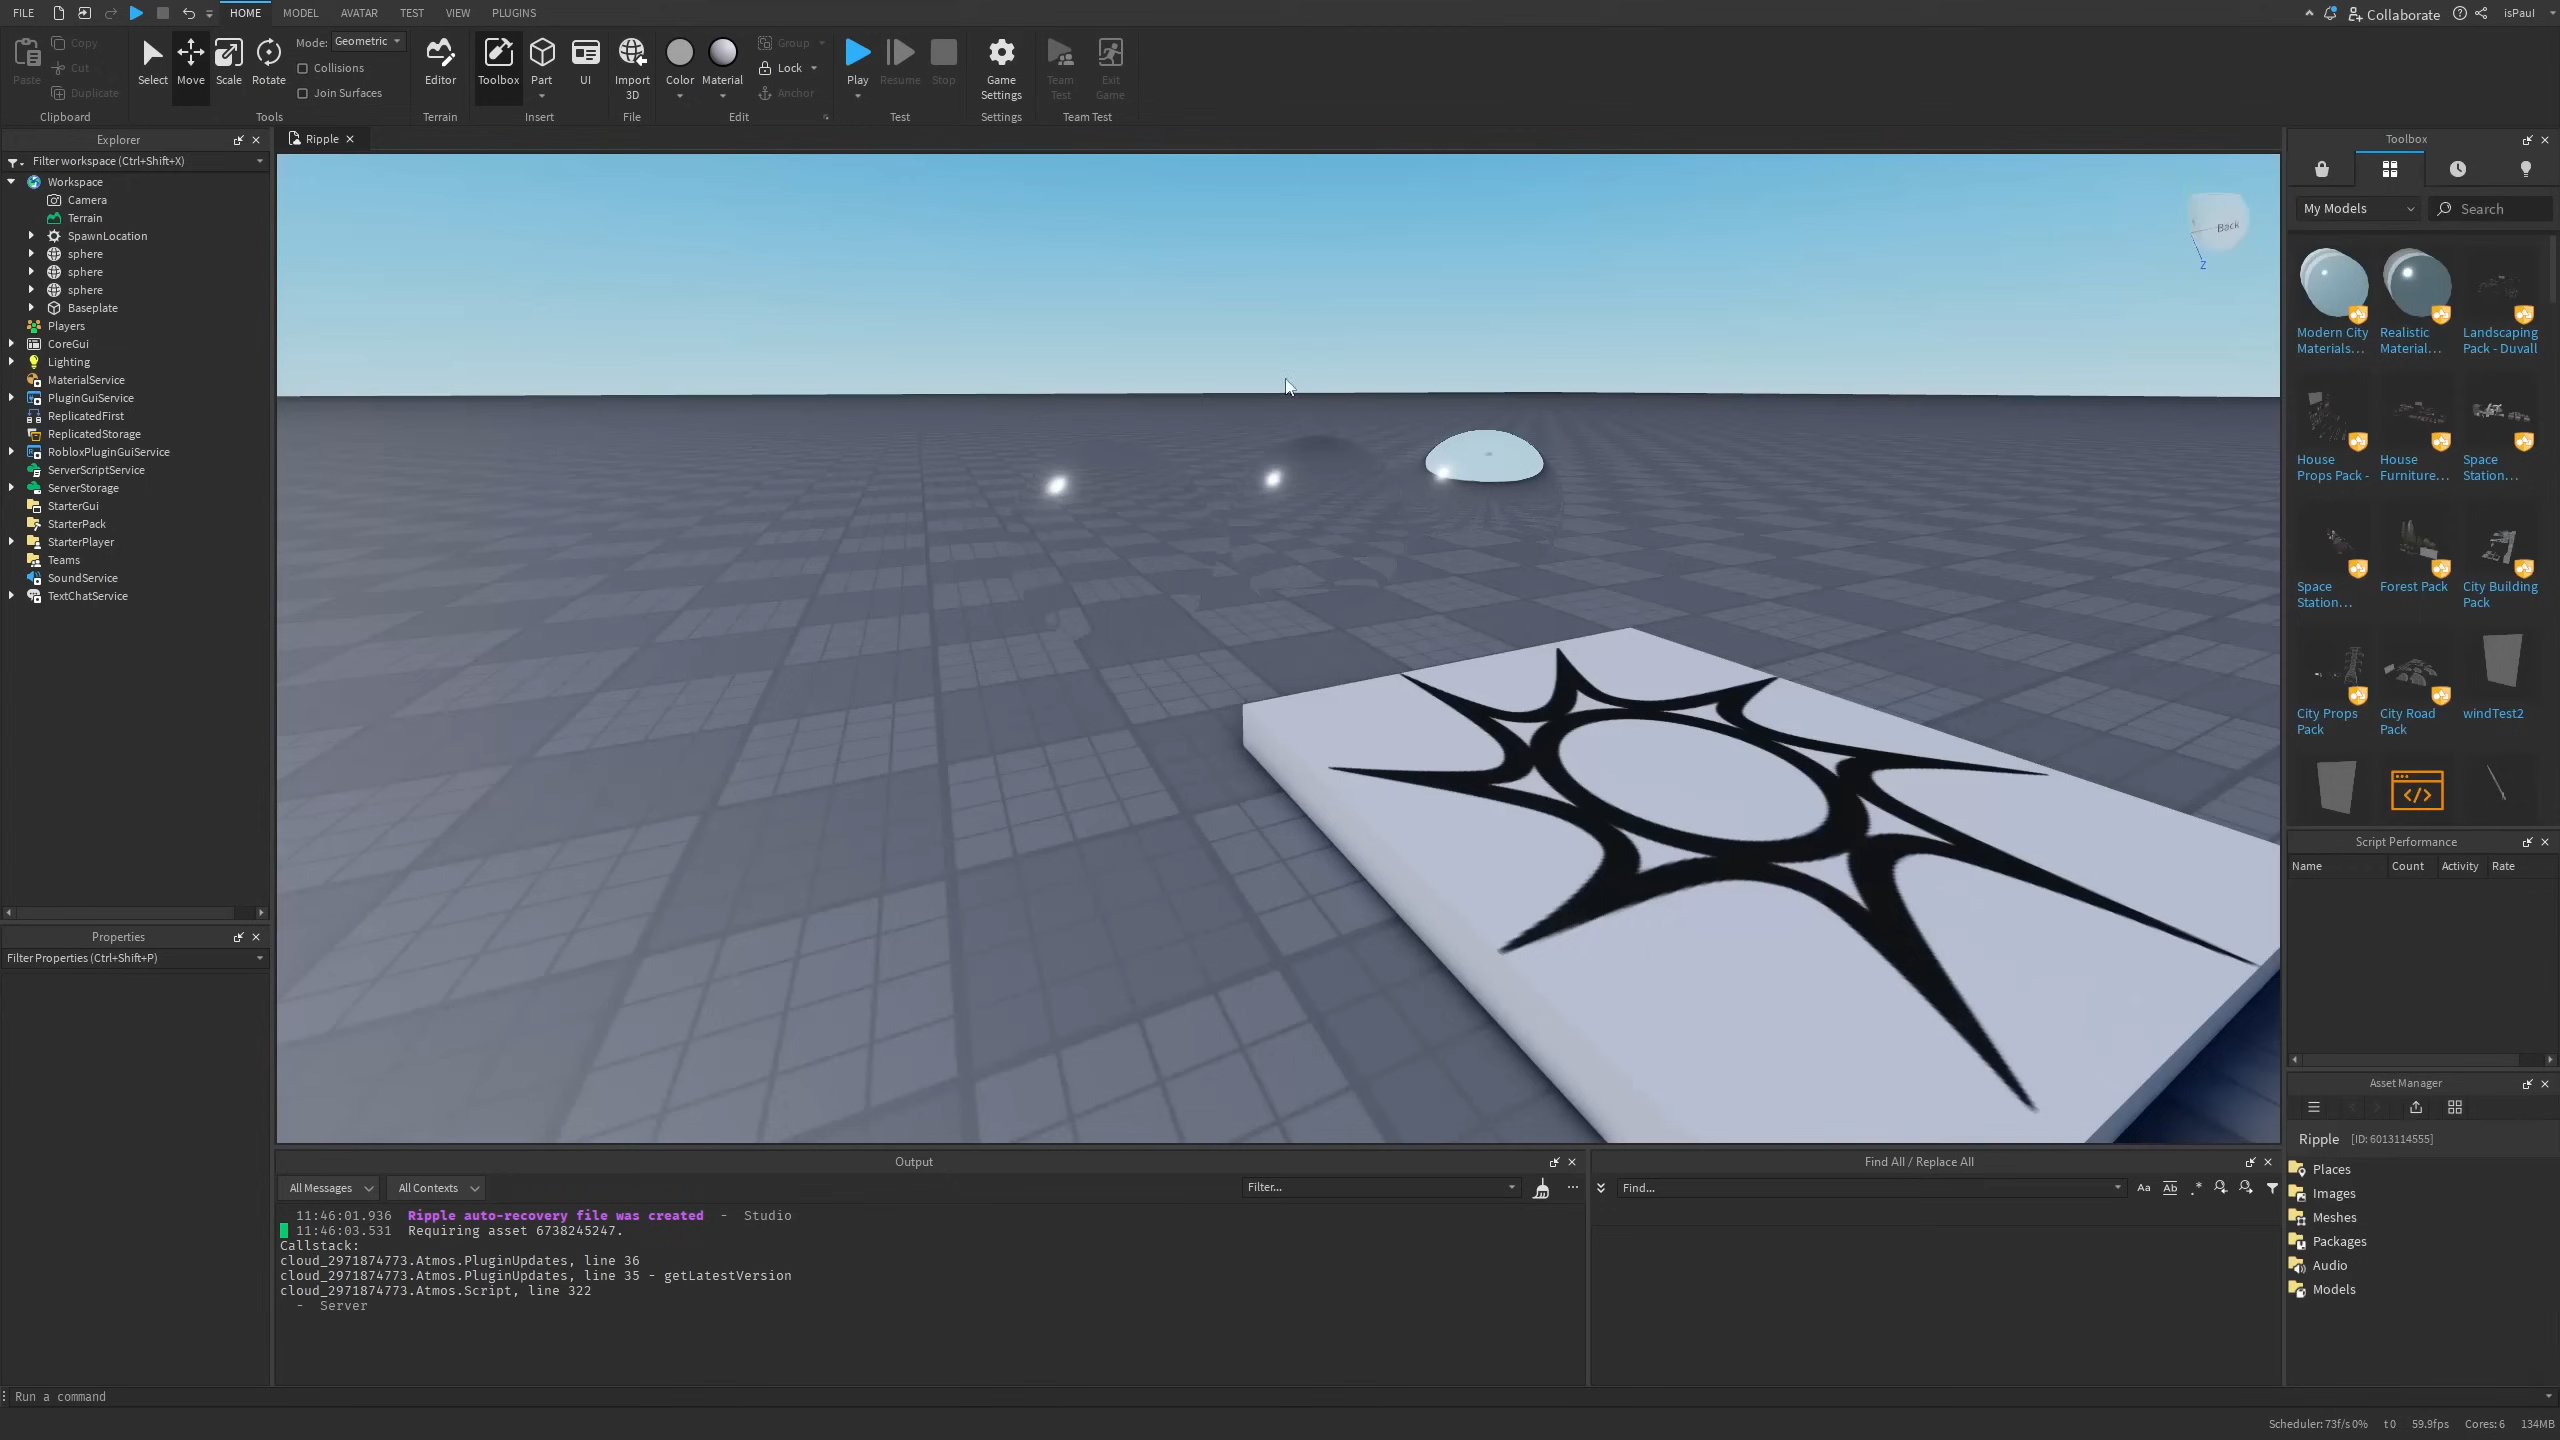 FILE HOME MODEL AVATAR TEST VIEW PLUGINS Collaborate isPaul
Paste Copy Cut Duplicate
Clipboard
Select Move Scale Rotate
Mode: Geometric
Collisions
Join Surfaces
Tools
Editor
Terrain
Toolbox Part UI
Insert
Import 3D
File
Color Material Group
Lock
Anchor
Edit
Play Resume Stop
Test
Game Settings
Settings
Team Test Exit Game
Team Test
Explorer
Filter workspace (Ctrl+Shift+X)
Workspace
Camera
Terrain
SpawnLocation
sphere
sphere
sphere
Baseplate
Players
CoreGui
Lighting
MaterialService
PluginGuiService
ReplicatedFirst
ReplicatedStorage
RobloxPluginGuiService
ServerScriptService
ServerStorage
StarterGui
StarterPack
StarterPlayer
Teams
SoundService
TextChatService
Properties
Filter Properties (Ctrl+Shift+P)
Ripple
Back
Z
Output
All Messages All Contexts Filter...
11:46:01.936 Ripple auto-recovery file was created - Studio
11:46:03.531 Requiring asset 6738245247.
Callstack:
cloud_2971874773.Atmos.PluginUpdates, line 36
cloud_2971874773.Atmos.PluginUpdates, line 35 - getLatestVersion
cloud_2971874773.Atmos.Script, line 322
- Server
Find All / Replace All
Find... Aa Ab .*
Toolbox
My Models Search
Modern City Materials...
Realistic Material...
Landscaping Pack - Duvall
House Props Pack -
House Furniture...
Space Station...
Space Station...
Forest Pack
City Building Pack
City Props Pack
City Road Pack
windTest2
Script Performance
Name Count Activity Rate
Asset Manager
Ripple [ID: 6013114555]
Places
Images
Meshes
Packages
Audio
Models
Run a command
Scheduler: 73f/s 0% t 0 59.9fps Cores: 6 134MB